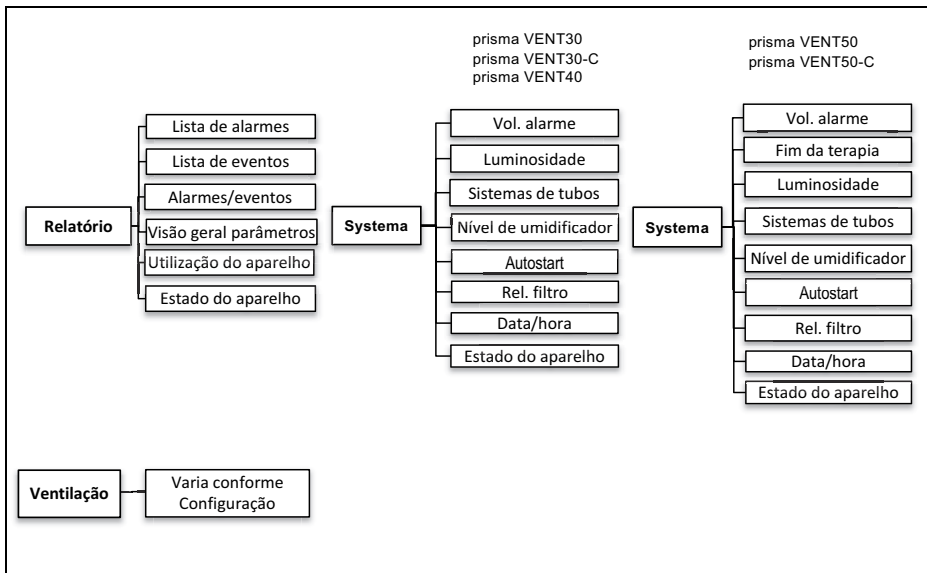 prisma VENT30
prisma VENT30-C
prisma VENT40
prisma VENT50
prisma VENT50-C
Relatório
Lista de alarmes
Lista de eventos
Alarmes/eventos
Visão geral parâmetros
Utilização do aparelho
Estado do aparelho
Systema
Vol. alarme
Luminosidade
Sistemas de tubos
Nível de umidificador
Autostart
Rel. filtro
Data/hora
Estado do aparelho
Systema
Vol. alarme
Fim da terapia
Luminosidade
Sistemas de tubos
Nível de umidificador
Autostart
Rel. filtro
Data/hora
Estado do aparelho
Ventilação
Varia conforme
Configuração